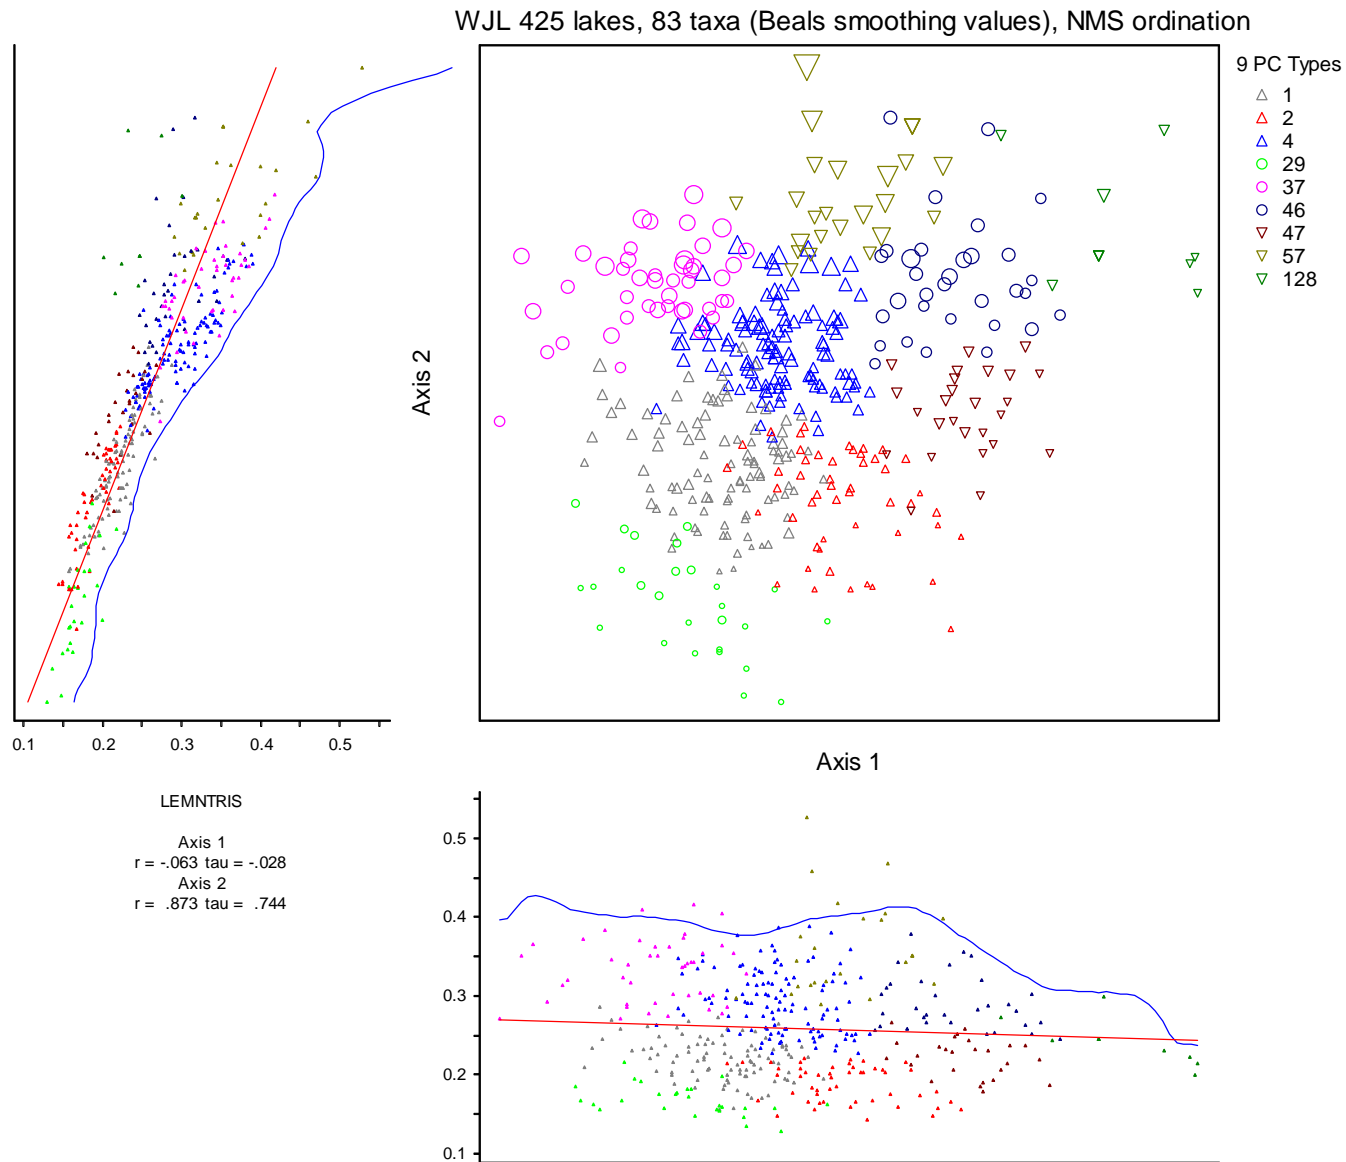 WJL 425 lakes, 83 taxa (Beals smoothing values), NMS ordination
9 PC Types
1
2
4
29
37
46
47
57
128
Axis 2
0.1 0.2 0.3 0.5
Axis 1
LEMNTRIS
Axis 1
r = -.063 tau = -.028
Axis 2
r = .873 tau = .744
0.5
0.4
0.3
0.2
0.1